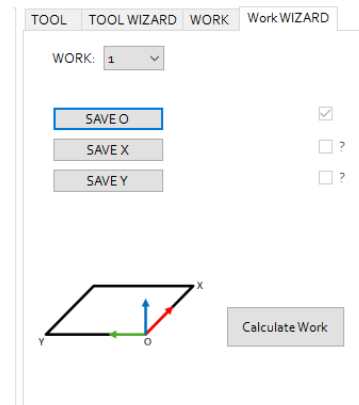 TOOL TOOL WIZARD WORK Work WIZARD
WORK: 1
SAVE O
SAVE X ?
SAVE Y ?
X
Y O
Calculate Work